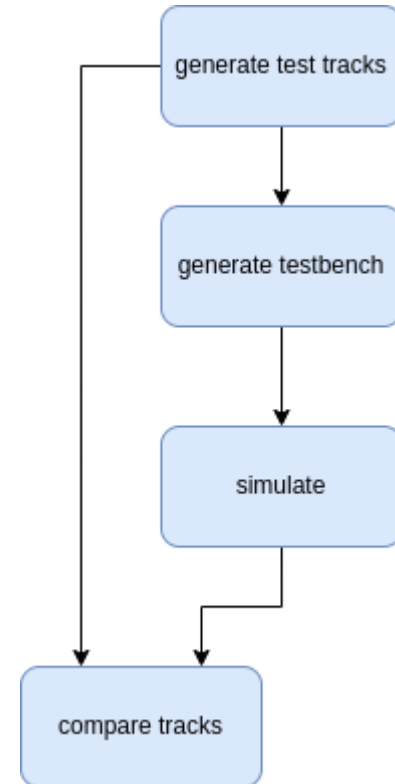 generate test tracks
generate testbench
simulate
compare tracks